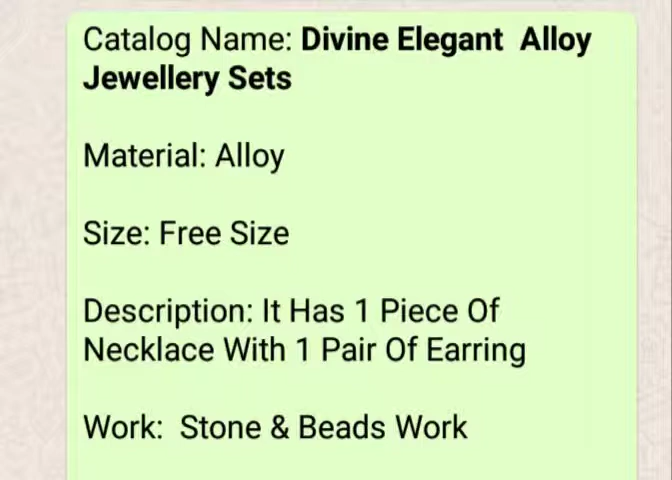 Catalog Name: Divine Elegant  Alloy
Jewellery Sets
Material: Alloy
Size: Free Size
Description: It Has 1 Piece Of
Necklace With 1 Pair Of Earring
Work:  Stone & Beads Work